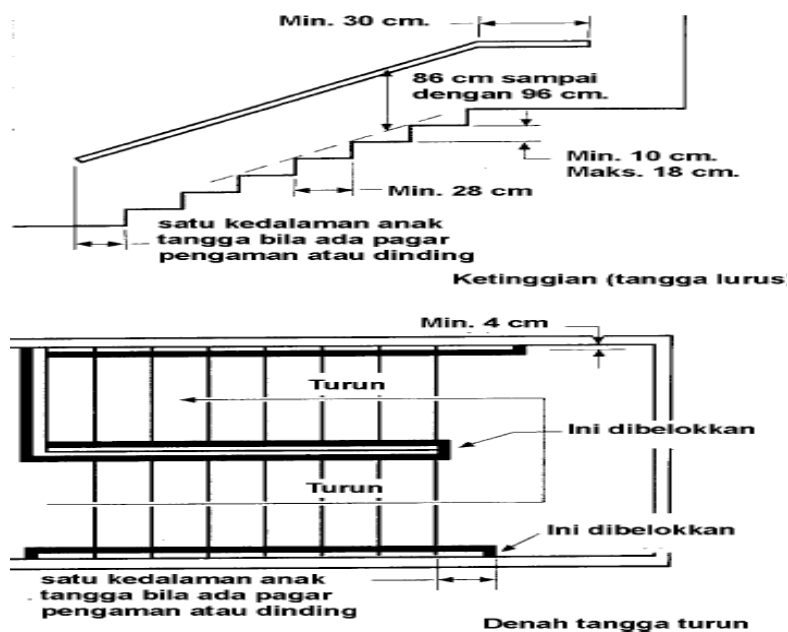 Min. 30 cm.
86 cm sampai
dengan 96 cm.
Min. 10 cm.
Maks. 18 cm.
Min. 28 cm
satu kedalaman anak
tangga bila ada pagar
pengaman atau dinding
Ketinggian (tangga lurus)
Min. 4 cm
Turun
Ini dibelokkan
Turun
Ini dibelokkan
satu kedalaman anak
tangga bila ada pagar
pengaman atau dinding
Denah tangga turun